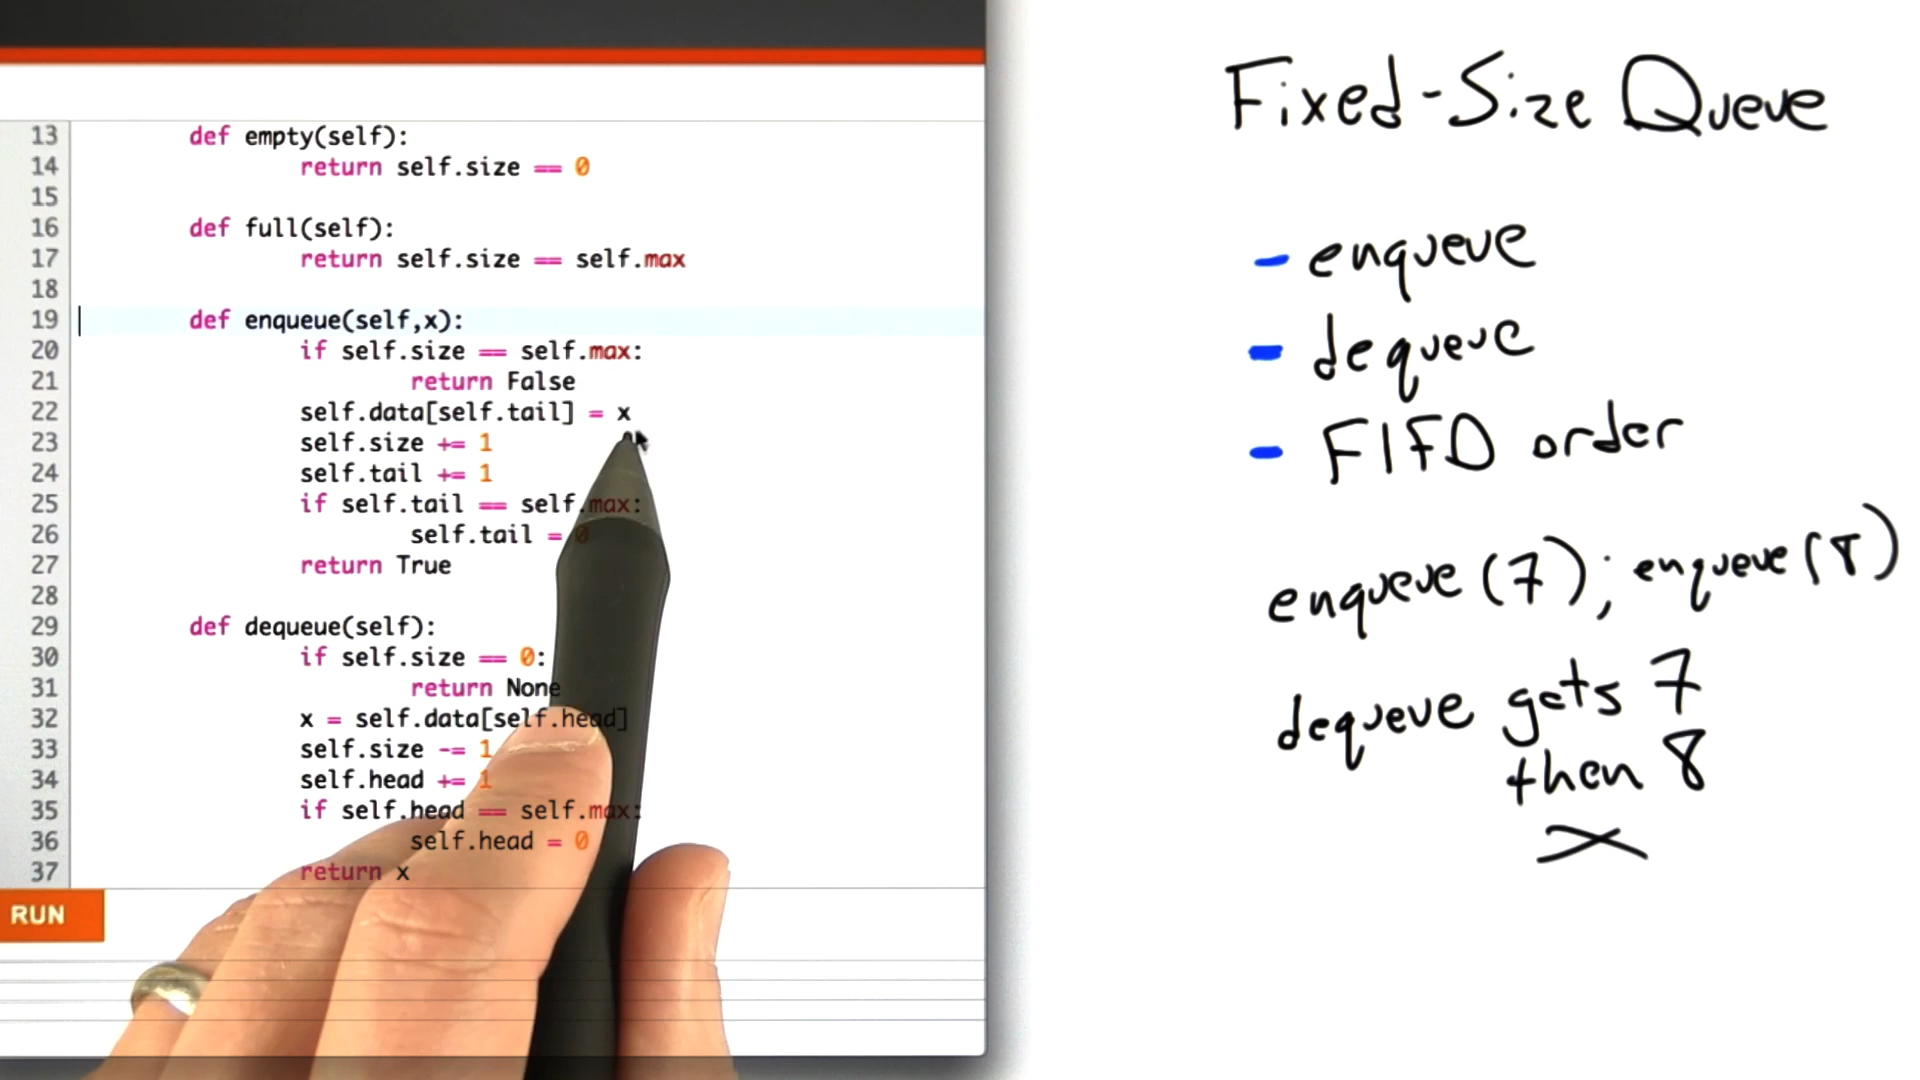 13 def empty(self):
14 return self.size == 0
15
16 def full(self):
17 return self.size == self.max
18
19 def enqueue(self,x):
20 if self.size == self.max:
21 return False
22 self.data[self.tail] = x
23 self.size += 1
24 self.tail += 1
25 if self.tail == self.max:
26 self.tail = 0
27 return True
28
29 def dequeue(self):
30 if self.size == 0:
31 return None
32 x = self.data[self.head]
33 self.size -= 1
34 self.head += 1
35 if self.head == self.max:
36 self.head = 0
37 return x
RUN
Fixed-Size Queue
- enqueue
- dequeue
- FIFO order
enqueue (7); enqueue (8)
dequeue gets 7
then 8